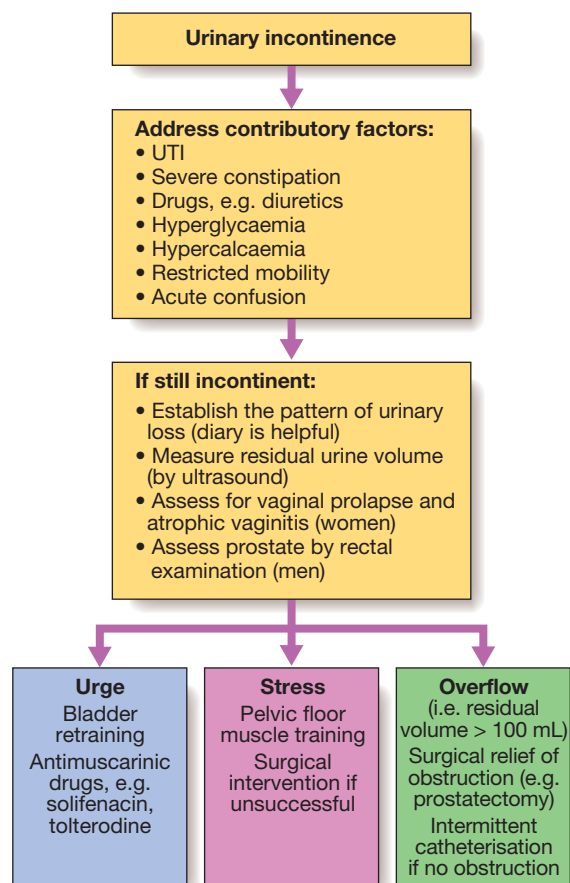 Urinary incontinence
Address contributory factors:
• UTI
• Severe constipation
• Drugs, e.g. diuretics
• Hyperglycaemia
• Hypercalcaemia
• Restricted mobility
• Acute confusion
If still incontinent:
• Establish the pattern of urinary
loss (diary is helpful)
• Measure residual urine volume
(by ultrasound)
• Assess for vaginal prolapse and
atrophic vaginitis (women)
• Assess prostate by rectal
examination (men)
Urge
Bladder
retraining
Antimuscarinic
drugs, e.g.
solifenacin,
tolterodine
Stress
Pelvic floor
muscle training
Surgical
intervention if
unsuccessful
Overflow
(i.e. residual
volume > 100 mL)
Surgical relief of
obstruction (e.g.
prostatectomy)
Intermittent
catheterisation
if no obstruction